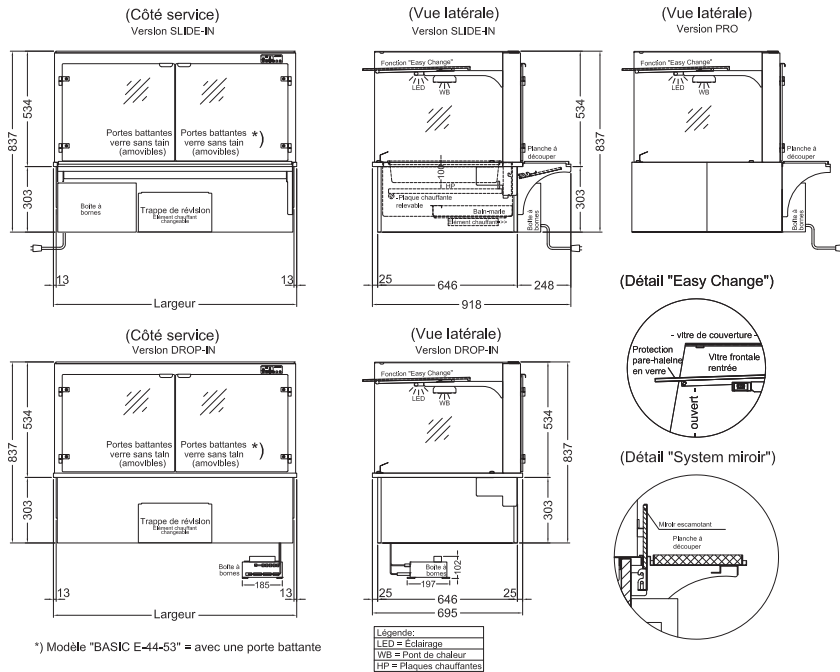 (Côté service)
Version SLIDE-IN
534
837
303
Portes battantes
verre sans tain
(amovibles)
Portes battantes
verre sans tain
(amovibles)
*)
Boîte à
bornes
Trappe de révision
Elément chauffant
changeable
13
13
Largeur
(Vue latérale)
Version SLIDE-IN
Fonction "Easy Change"
LED
WB
Planche à
découper
100
HP
Plaque chauffante
relevable
Bain-marie
Elément chauffant>>
Boîte à
bornes
534
303
837
25
646
248
918
(Vue latérale)
Version PRO
Fonction "Easy Change"
LED
WB
Planche à
découper
Boîte à
bornes
(Détail "Easy Change")
- vitre de couverture -
Protection
pare-haleine
en verre
Vitre frontale
rentrée
- ouvert -
(Côté service)
Version DROP-IN
534
837
303
Portes battantes
verre sans tain
(amovibles)
Portes battantes
verre sans tain
(amovibles)
*)
Trappe de révision
Elément chauffant
changeable
Boîte à
bornes
185
13
13
Largeur
(Vue latérale)
Version DROP-IN
Fonction "Easy Change"
LED
WB
534
303
837
Boîte à
bornes
102
197
25
25
646
695
(Détail "System miroir")
Miroir escamotant
Planche à
découper
*) Modèle "BASIC E-44-53" = avec une porte battante
Légende:
LED = Éclairage
WB = Pont de chaleur
HP = Plaques chauffantes